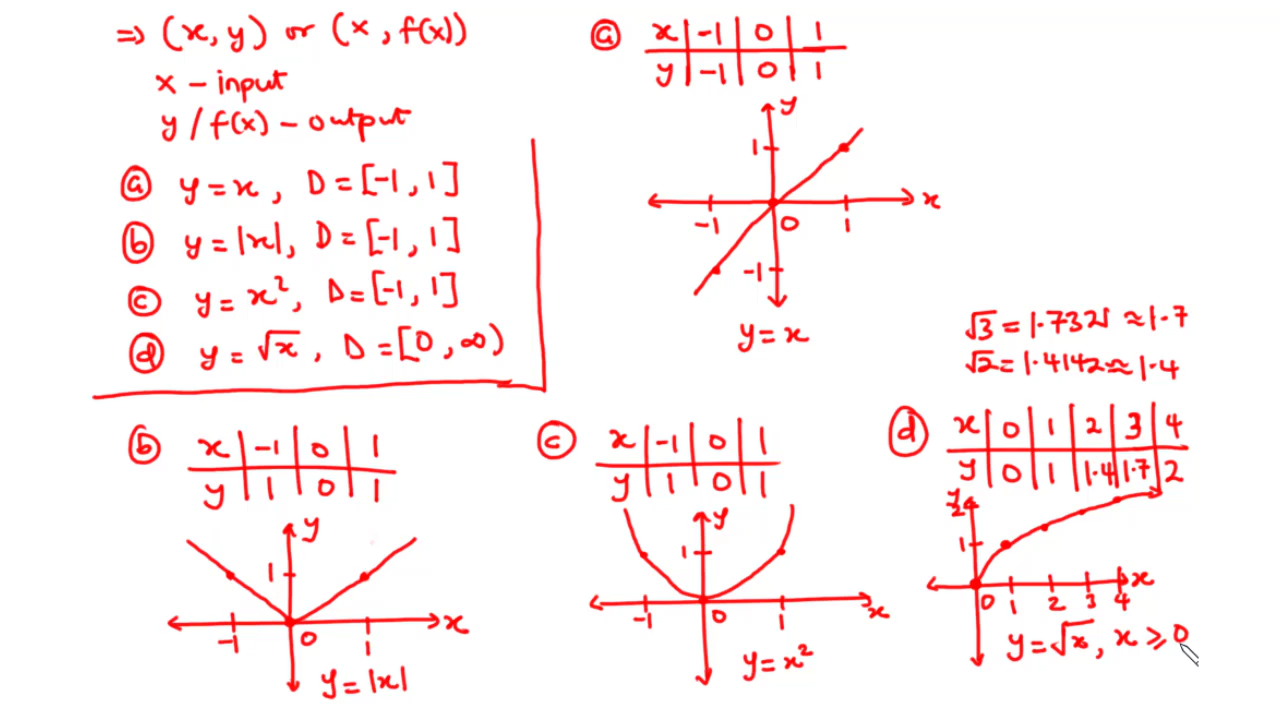 ⇒ (x, y) or (x, f(x))
x – input
y / f(x) – output
ⓐ y = x, D = [-1, 1]
ⓑ y = |x|, D = [-1, 1]
ⓒ y = x², D = [-1, 1]
ⓓ y = √x, D = [0, ∞)
ⓐ x | -1 | 0 | 1
y | -1 | 0 | 1
y
1
x
-1 0 1
-1
y = x
√3 = 1.7321 ≈ 1.7
√2 = 1.4142 ≈ 1.4
ⓑ x | -1 | 0 | 1
y | 1 | 0 | 1
y
1
x
-1 0 1
y = |x|
ⓒ x | -1 | 0 | 1
y | 1 | 0 | 1
y
1
x
-1 0 1
y = x²
ⓓ x | 0 | 1 | 2 | 3 | 4
y | 0 | 1 | 1.4 | 1.7 | 2
y
2
1
x
0 1 2 3 4
y = √x, x ≥ 0